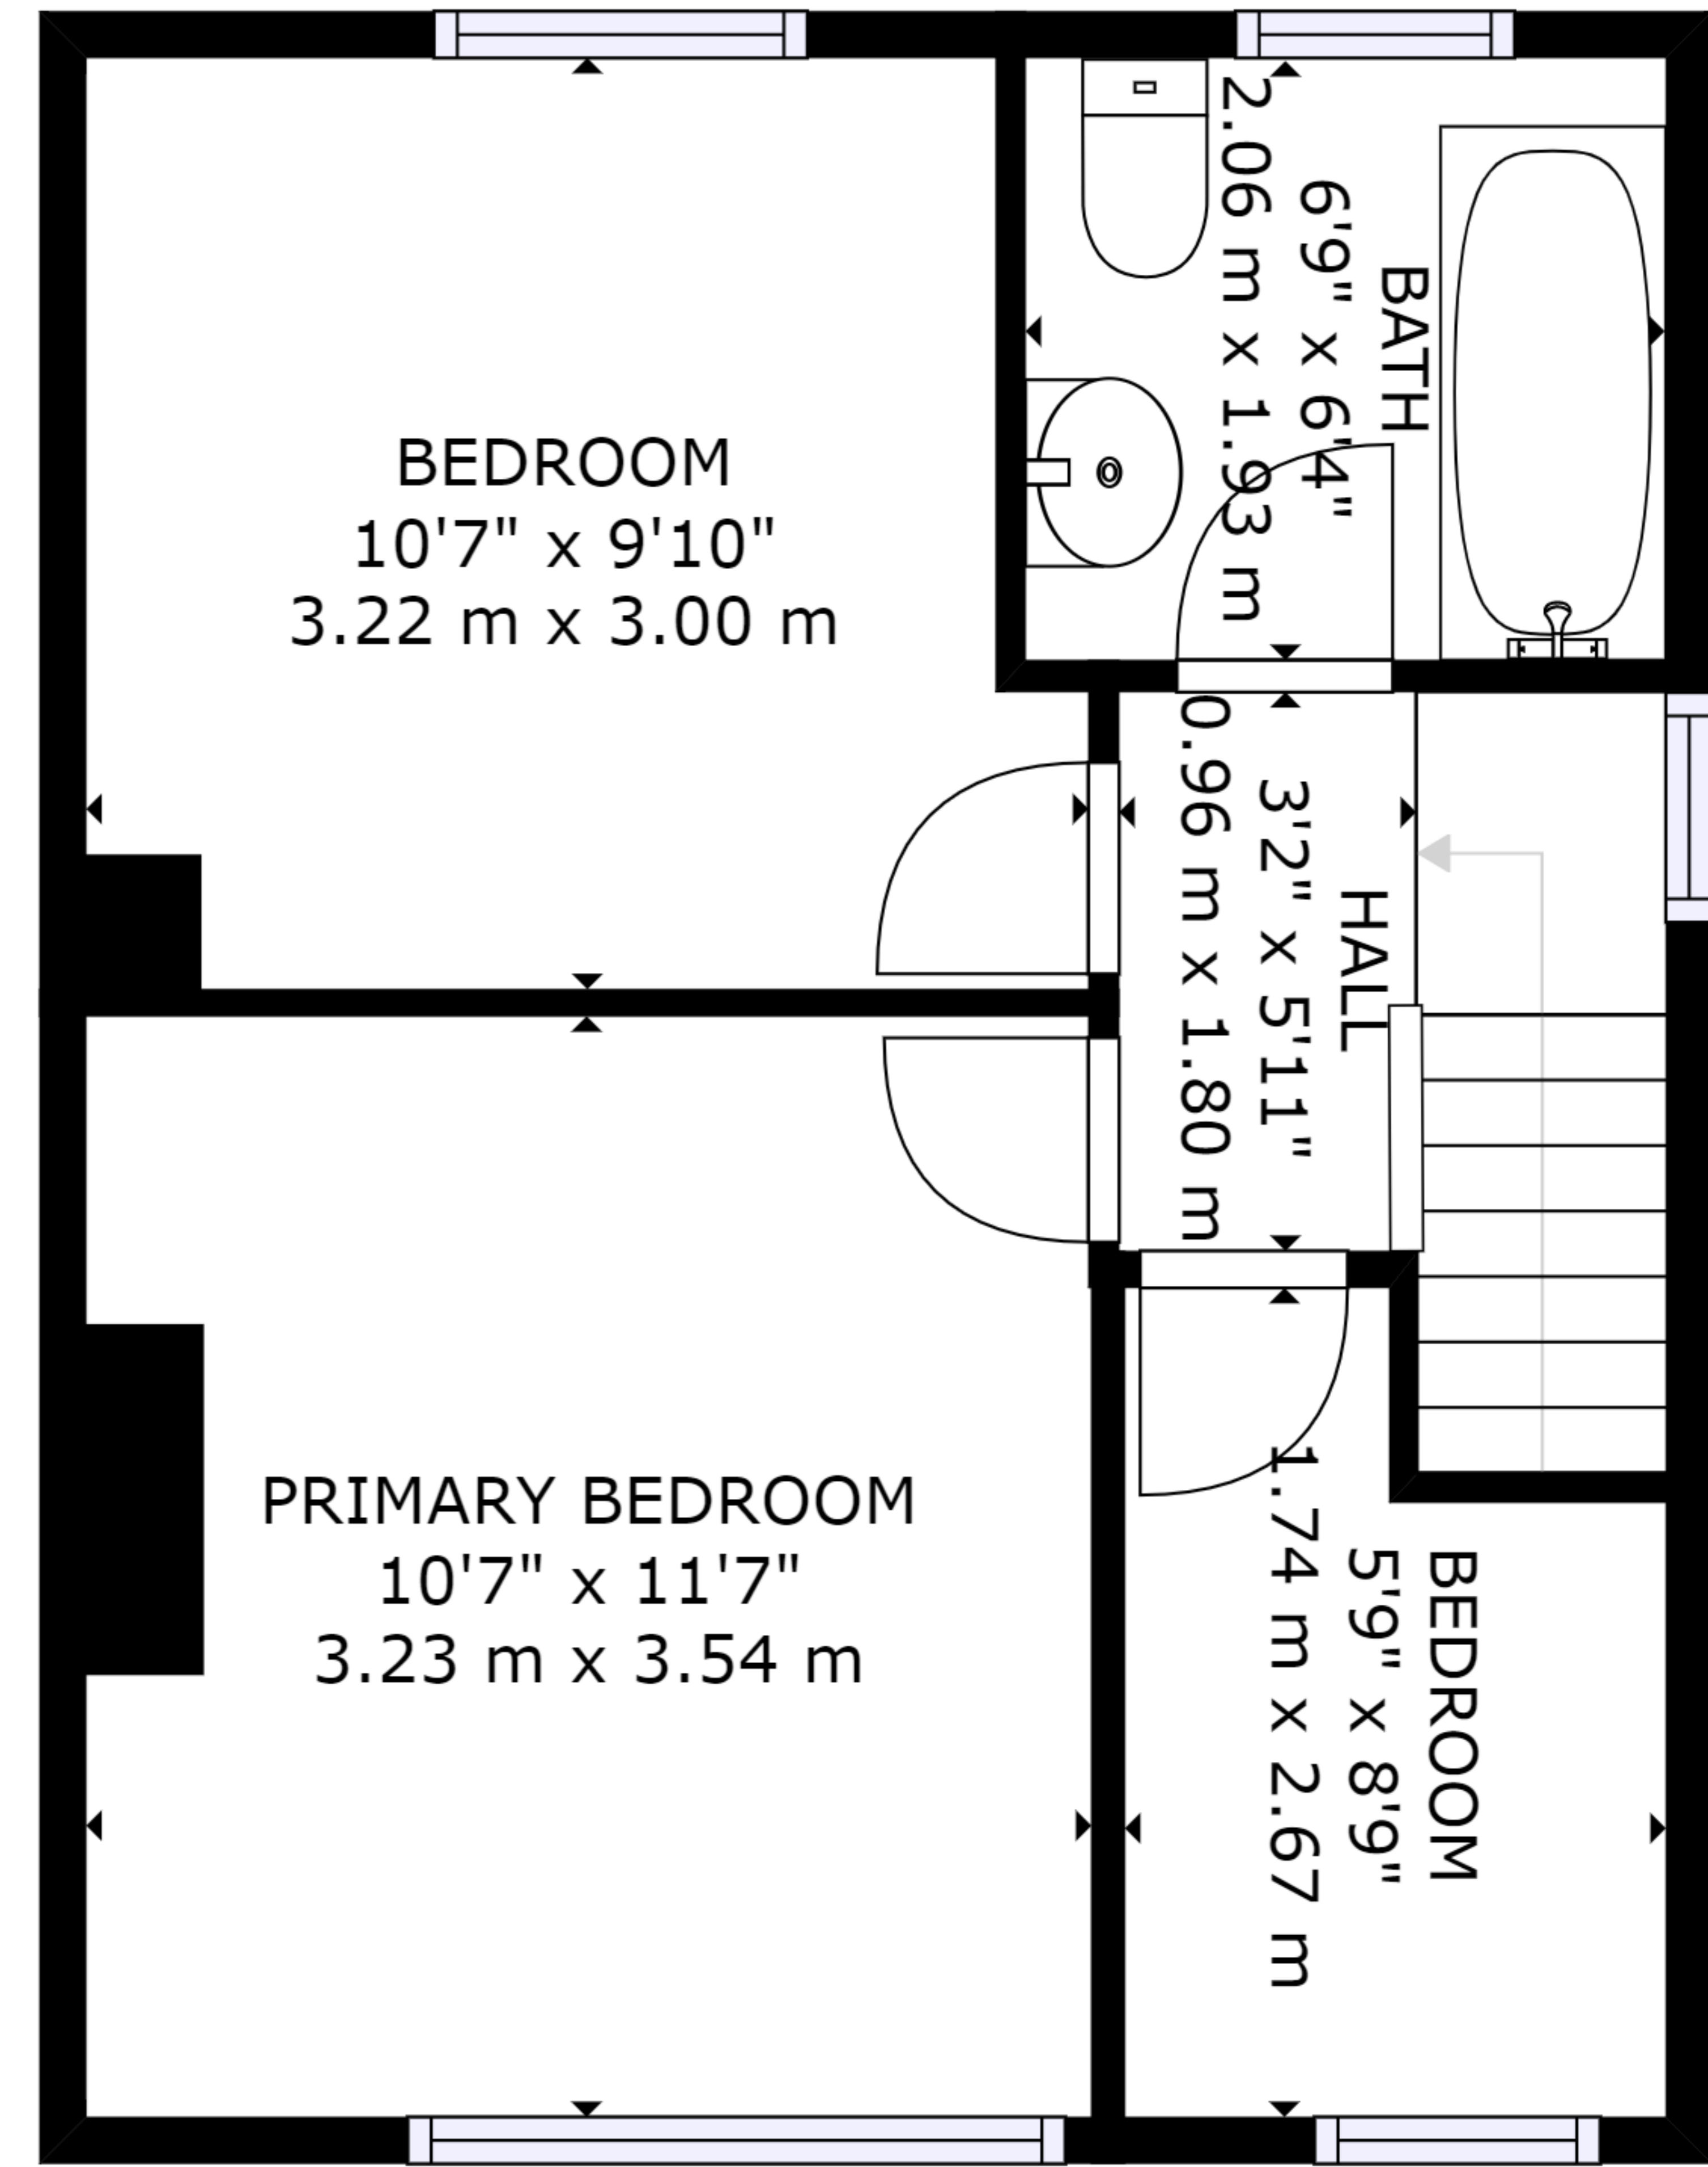 BEDROOM
10'7" x 9'10"
3.22 m x 3.00 m
BATH
6'9" x 6'4"
2.06 m x 1.93 m
HALL
3'2" x 5'11"
0.96 m x 1.80 m
PRIMARY BEDROOM
10'7" x 11'7"
3.23 m x 3.54 m
BEDROOM
5'9" x 8'9"
1.74 m x 2.67 m